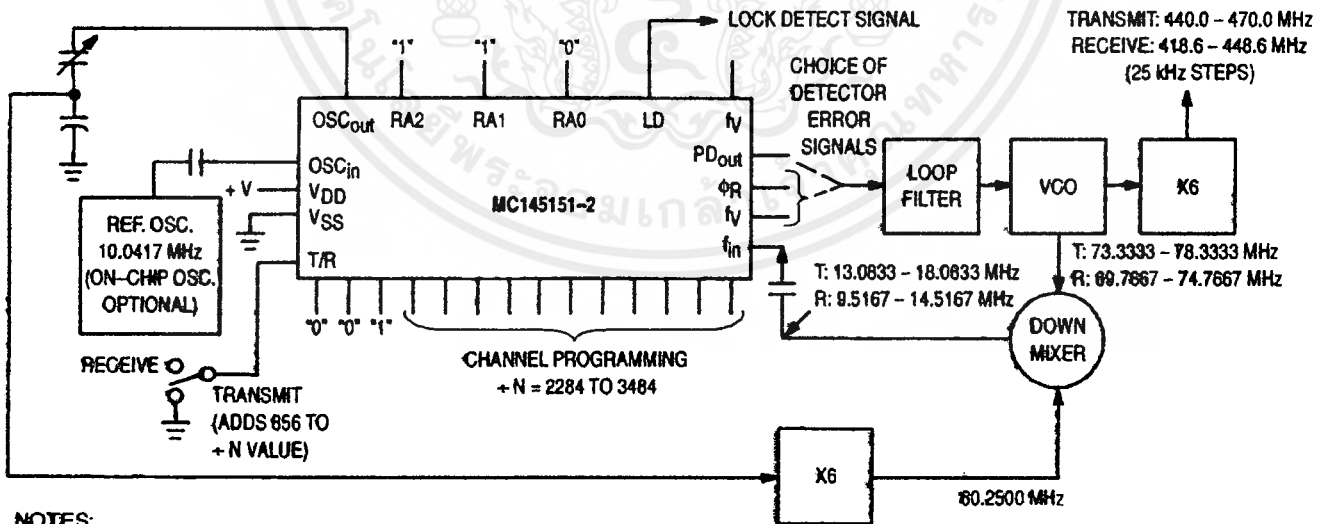 LOCK DETECT SIGNAL
TRANSMIT: 440.0 – 470.0 MHz
RECEIVE: 418.6 – 448.6 MHz
(25 kHz STEPS)
"1" "1" "0"
CHOICE OF
DETECTOR
ERROR
SIGNALS
OSCout RA2 RA1 RA0 LD fV
OSCin
+ V
VDD
VSS
T/R
MC145151-2
PDout
ΦR
fV
fin
LOOP
FILTER
VCO
X6
REF. OSC.
10.0417 MHz
(ON-CHIP OSC.
OPTIONAL)
T: 73.3333 – 78.3333 MHz
R: 69.7667 – 74.7667 MHz
T: 13.0833 – 18.0833 MHz
R: 9.5167 – 14.5167 MHz
DOWN
MIXER
"0" "0" "1"
CHANNEL PROGRAMMING
÷ N = 2284 TO 3484
RECEIVE
TRANSMIT
(ADDS 856 TO
÷ N VALUE)
X6
60.2500 MHz
NOTES: